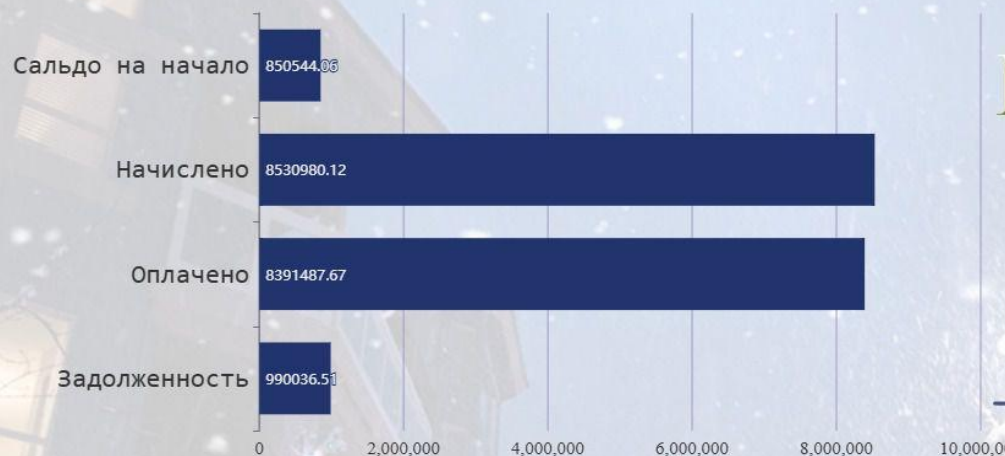 Сальдо на начало 850544.06
Начислено 8530980.12
Оплачено 8391487.67
Задолженность 990036.51
0 2,000,000 4,000,000 6,000,000 8,000,000